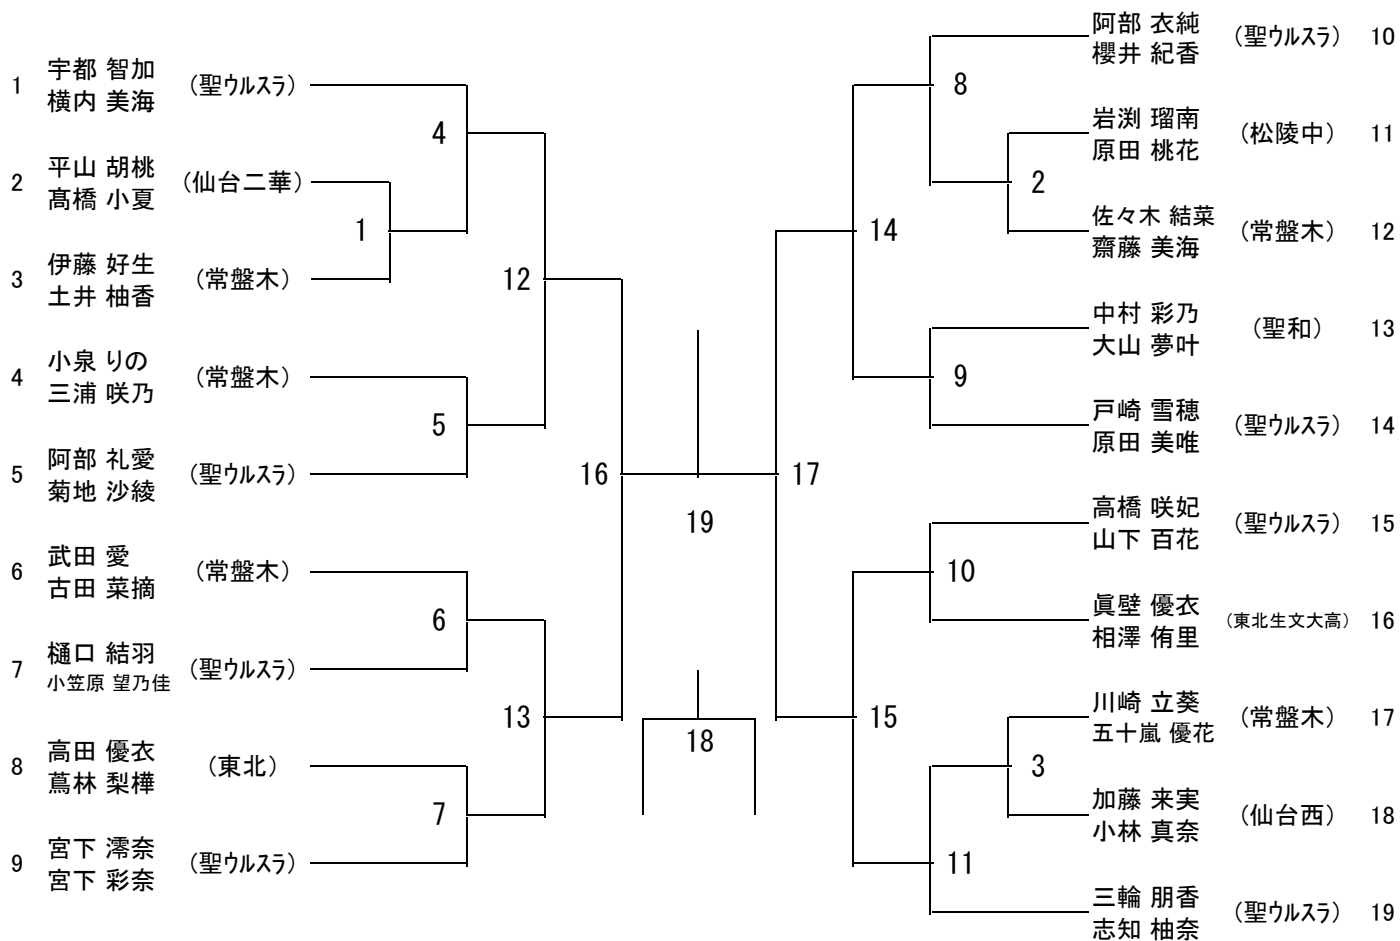 1 宇都 智加 (聖ウルスラ)
横内 美海
2 平山 胡桃 (仙台二華)
髙橋 小夏
3 伊藤 好生 (常盤木)
土井 柚香
4 小泉 りの (常盤木)
三浦 咲乃
5 阿部 礼愛 (聖ウルスラ)
菊地 沙綾
6 武田 愛 (常盤木)
古田 菜摘
7 樋口 結羽 (聖ウルスラ)
小笠原 望乃佳
8 高田 優衣 (東北)
蔦林 梨樺
9 宮下 澪奈 (聖ウルスラ)
宮下 彩奈
4
1
12
5
16
6
13
7
19
18
8
2
14
9
17
10
15
3
11
阿部 衣純 (聖ウルスラ) 10
櫻井 紀香
岩渕 瑠南 (松陵中) 11
原田 桃花
佐々木 結菜 (常盤木) 12
齋藤 美海
中村 彩乃 (聖和) 13
大山 夢叶
戸崎 雪穂 (聖ウルスラ) 14
原田 美唯
高橋 咲妃 (聖ウルスラ) 15
山下 百花
眞壁 優衣 (東北生文大高) 16
相澤 侑里
川崎 立葵 (常盤木) 17
五十嵐 優花
加藤 来実 (仙台西) 18
小林 真奈
三輪 朋香 (聖ウルスラ) 19
志知 柚奈